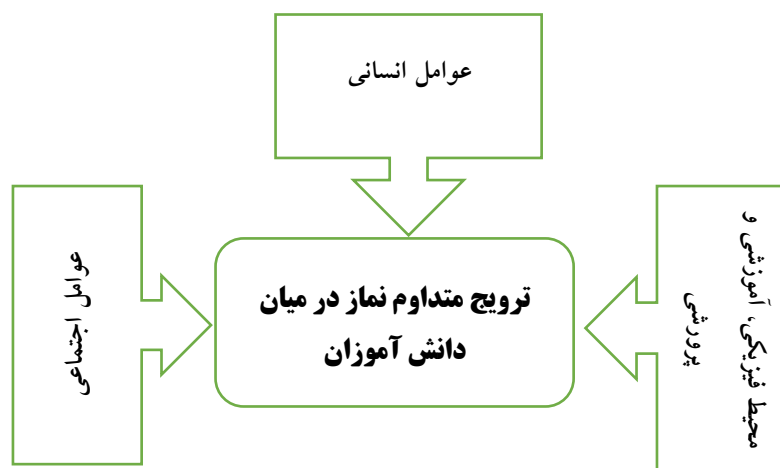 عوامل انسانی
محیط فیزیکی، آموزشی و
پرورشی
ترویج متداوم نماز در میان
دانش آموزان
عوامل اجتماعی